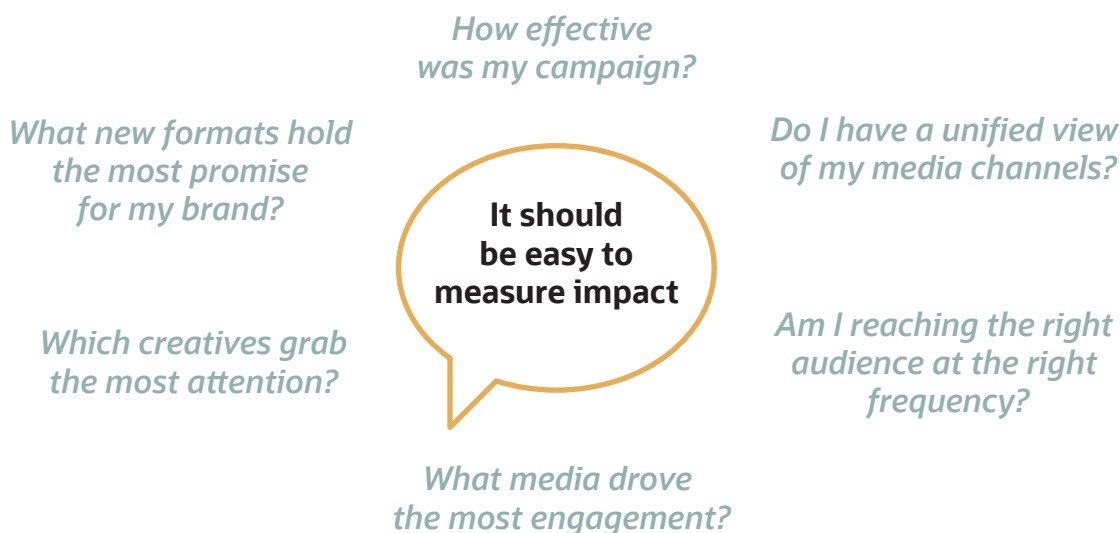 How effective
was my campaign?
What new formats hold
the most promise
for my brand?
Do I have a unified view
of my media channels?
It should
be easy to
measure impact
Which creatives grab
the most attention?
Am I reaching the right
audience at the right
frequency?
What media drove
the most engagement?